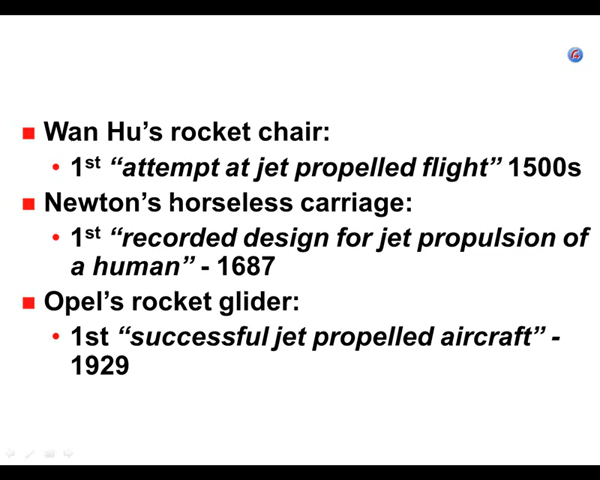 Wan Hu’s rocket chair:
1st “attempt at jet propelled flight” 1500s
Newton’s horseless carriage:
1st “recorded design for jet propulsion of
a human” - 1687
Opel’s rocket glider:
1st “successful jet propelled aircraft” -
1929